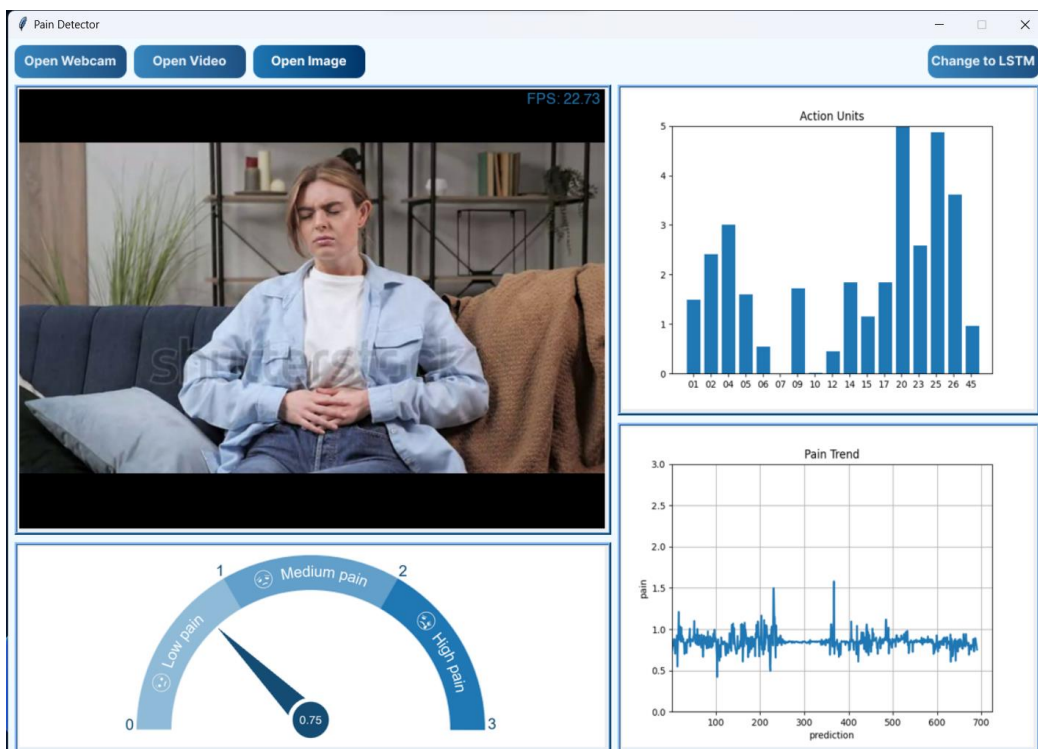 Pain Detector
Open Webcam Open Video Open Image Change to LSTM
FPS: 22.73
shutterstock
0 1 2 3
Low pain Medium pain High pain
0.75
Action Units
5
4
3
2
1
0
01 02 04 05 06 07 09 10 12 14 15 17 20 23 25 26 45
Pain Trend
pain
3.0
2.5
2.0
1.5
1.0
0.5
0.0
100 200 300 400 500 600 700
prediction